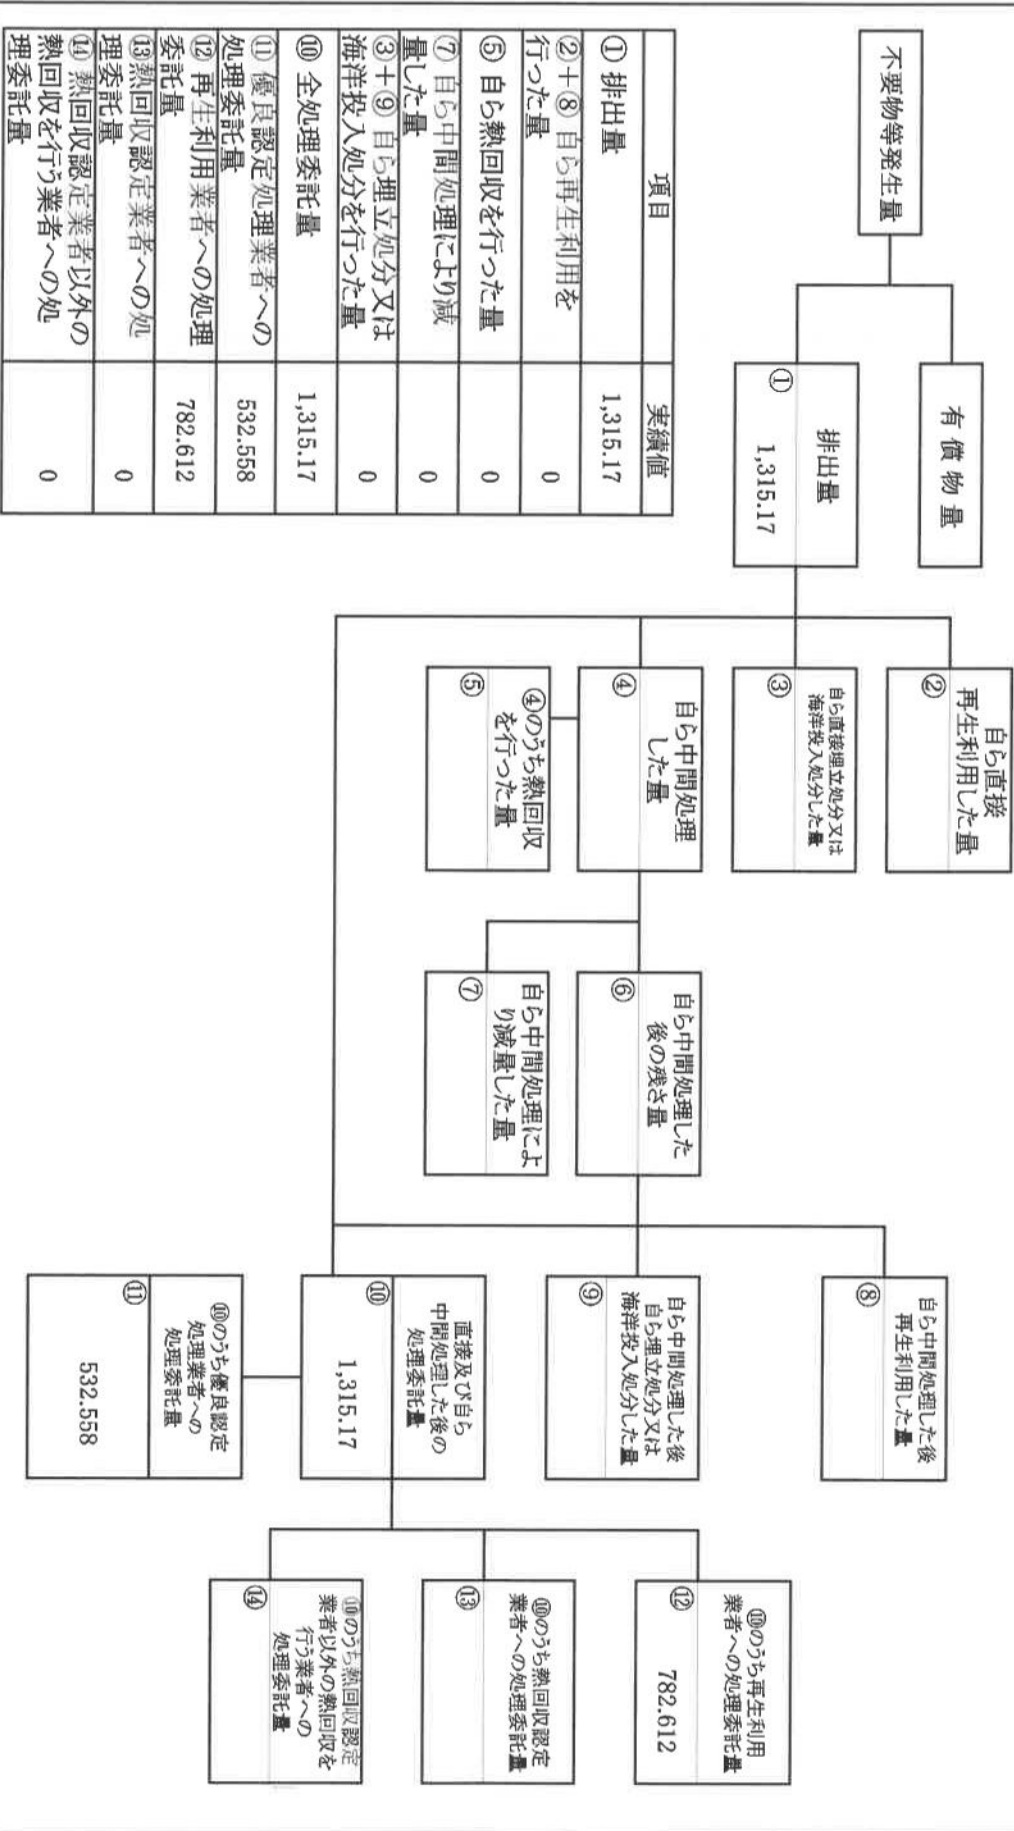 不要物等発生量
有償物量
排出量
①
1,315.17
自ら直接
再生利用した量
②
自ら直接埋立処分又は
海洋投入処分した量
③
自ら中間処理
した量
④
④のうち熱回収
を行った量
⑤
自ら中間処理した
後の残さ量
⑥
自ら中間処理によ
り減量した量
⑦
自ら中間処理した後
再生利用した量
⑧
自ら中間処理した後
自ら埋立処分又は
海洋投入処分した量
⑨
直接及び自ら
中間処理した後の
処理委託量
⑩
1,315.17
⑩のうち優良認定
処理業者への
処理委託量
⑪
532.558
⑩のうち再生利用
業者への処理委託量
⑫
782.612
⑩のうち熱回収認定
業者への処理委託量
⑬
⑩のうち熱回収認定
業者以外の熱回収を
行う業者への
処理委託量
⑭
項目 実績値
① 排出量 1,315.17
②+⑧ 自ら再生利用を
行った量 0
⑤ 自ら熱回収を行った量 0
⑦ 自ら中間処理により減
量した量 0
③+⑨ 自ら埋立処分又は
海洋投入処分を行った量 0
⑩ 全処理委託量 1,315.17
⑪ 優良認定処理業者への
処理委託量 532.558
⑫ 再生利用業者への処理
委託量 782.612
⑬熱回収認定業者への処
理委託量 0
⑭ 熱回収認定業者以外の
熱回収を行う業者への処
理委託量 0